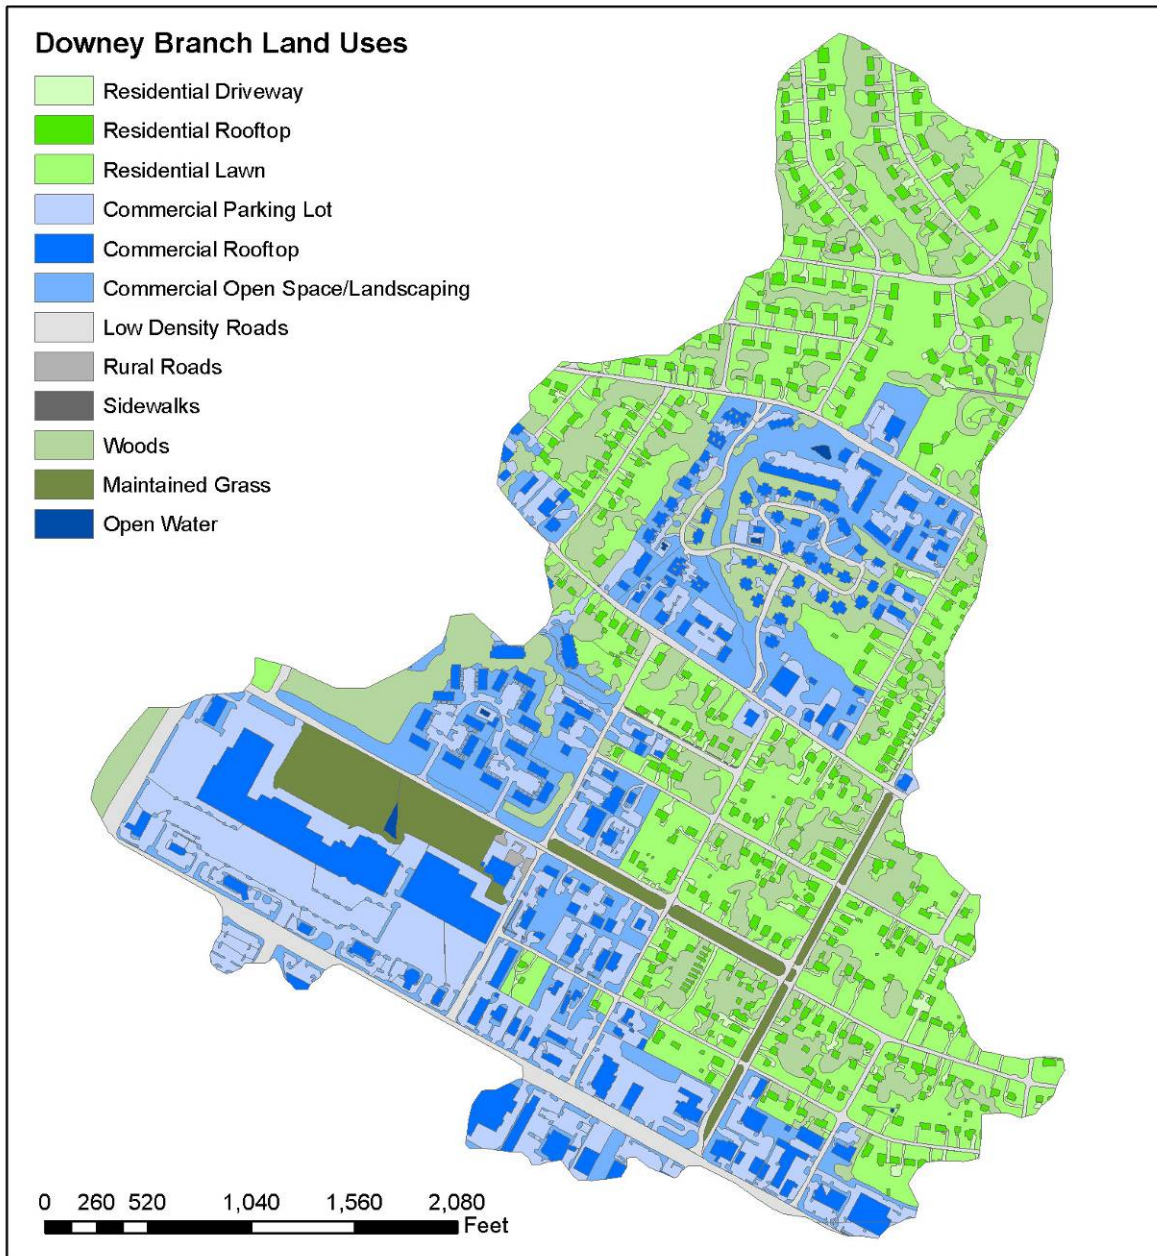 Downey Branch Land Uses
Residential Driveway
Residential Rooftop
Residential Lawn
Commercial Parking Lot
Commercial Rooftop
Commercial Open Space/Landscaping
Low Density Roads
Rural Roads
Sidewalks
Woods
Maintained Grass
Open Water
0 260 520 1,040 1,560 2,080
Feet